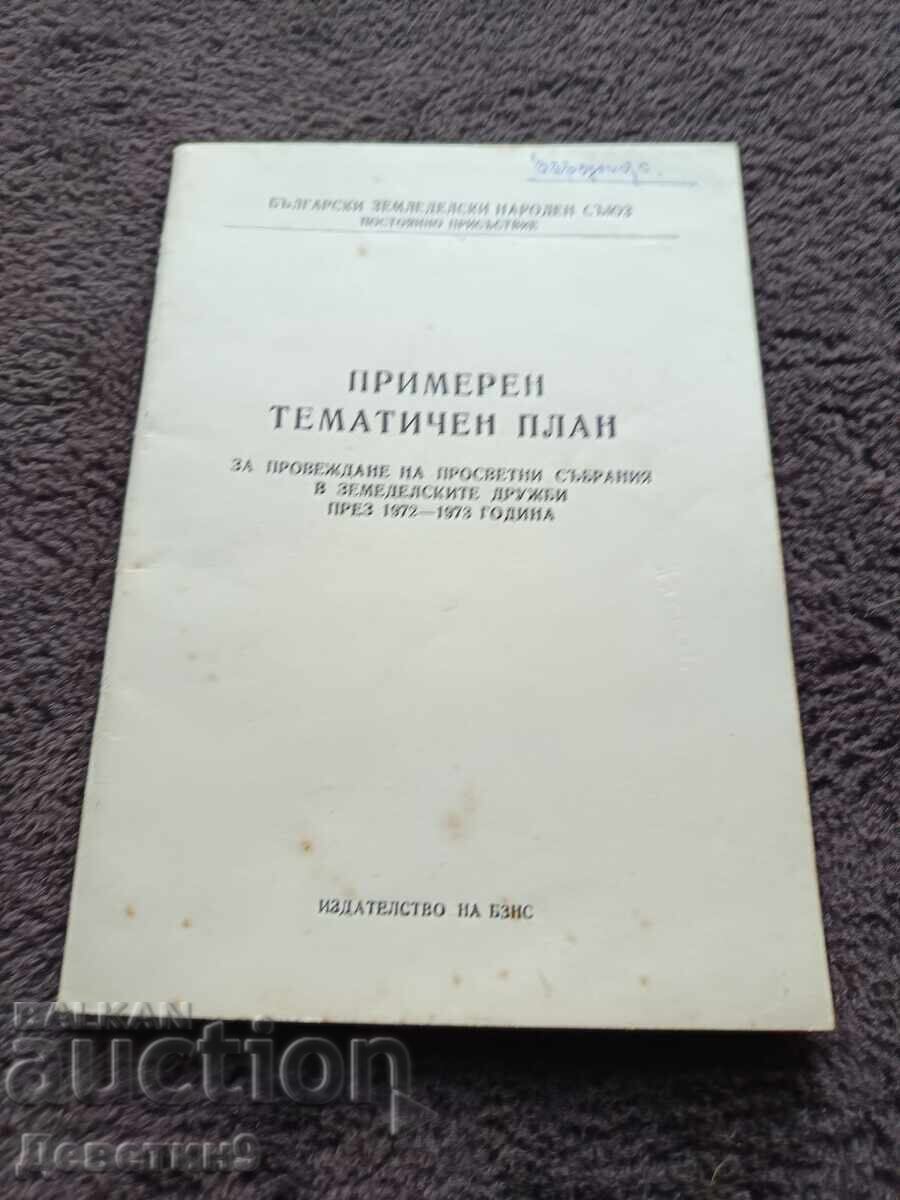 БЪЛГАРСКИ ЗЕМЛЕДЕЛСКИ НАРОДЕН СЪЮЗ
ПОСТОЯННО ПРИСЪСТВИЕ
ПРИМЕРЕН
ТЕМАТИЧЕН ПЛАН
ЗА ПРОВЕЖДАНЕ НА ПРОСВЕТНИ СЪБРАНИЯ
В ЗЕМЕДЕЛСКИТЕ ДРУЖБИ
ПРЕЗ 1972—1973 ГОДИНА
ИЗДАТЕЛСТВО НА БЗНС
BALKAN
auction
Деветин9